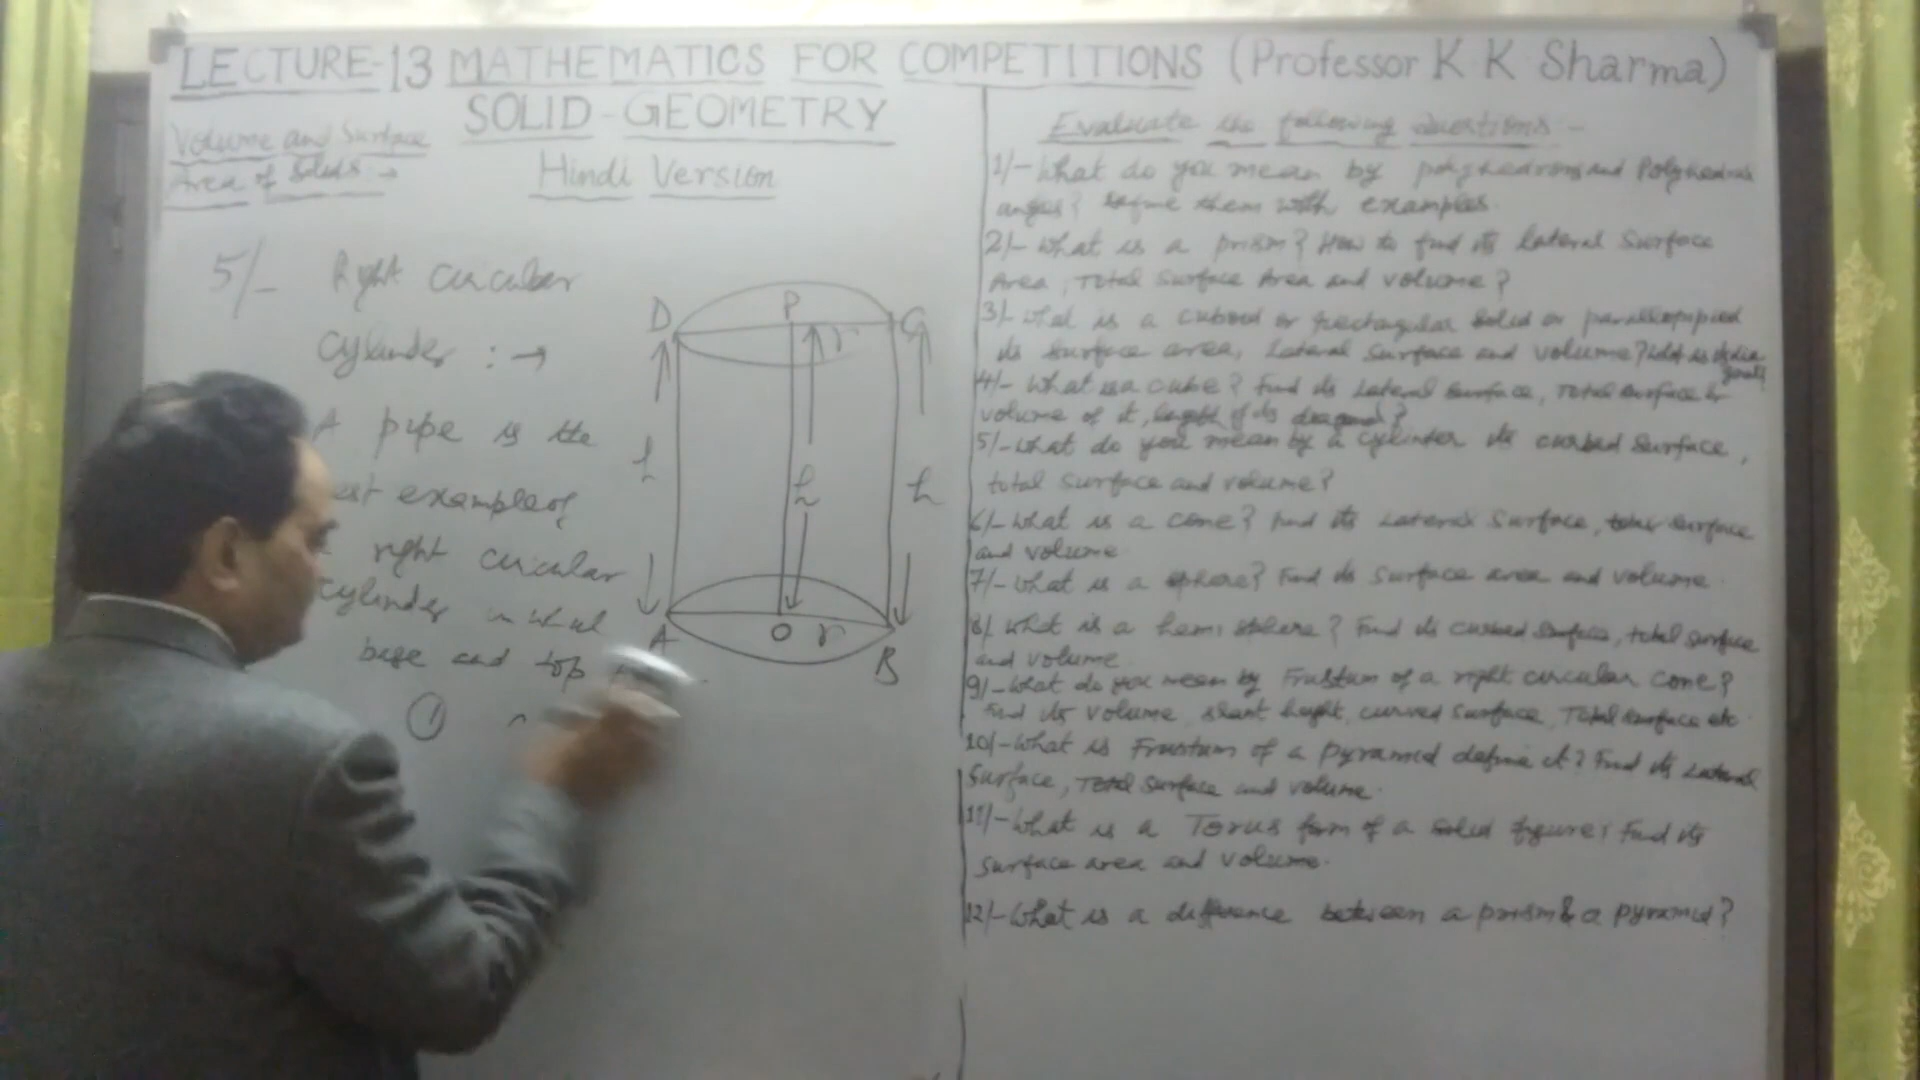 LECTURE-13 MATHEMATICS FOR COMPETITIONS (Professor K K Sharma)
SOLID-GEOMETRY
Volume and Surface
Area of Solids →
Hindi Version
5/- Right circular
cylinder : →
A pipe is the
example of
right circular
cylinder in
base and top
1
D P C
r
h h h
A O r B
Evaluate the following questions -
1/- What do you mean by polyhedrons and Polyhedral
angles? define them with examples.
2/- What is a prism? How to find its lateral Surface
Area, Total Surface Area and volume?
3/- What is a cuboid or rectangular solid or parallelopiped
its surface area, Lateral surface and volume? What is its diagonal?
4/- What is a cube? Find its Lateral surface, Total surface &
volume of it, length of its diagonal?
5/- What do you mean by a cylinder its curbed surface,
total surface and volume?
6/- What is a cone? Find its Lateral surface, total surface
and volume
7/- What is a sphere? Find its surface area and volume.
8/- What is a hemi sphere? Find its curved surface, total surface
and volume
9/- What do you mean by Frustum of a right circular cone?
Find its volume, slant height, curved surface, Total surface etc.
10/- What is Frustum of a pyramid define it? Find its Lateral
Surface, Total surface and volume.
11/- What is a Torus form of a solid figure? Find its
surface area and volume.
12/- What is a difference between a prism & a pyramid?